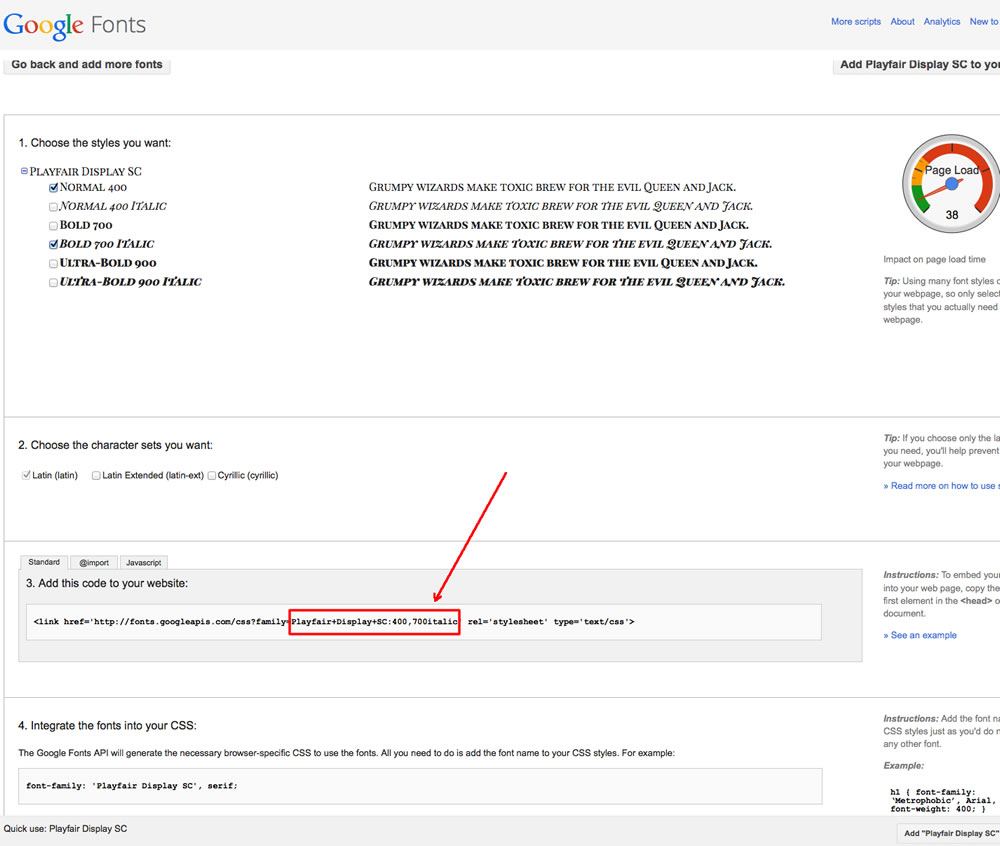 Google Fonts
More scripts About Analytics New to
Go back and add more fonts
Add Playfair Display SC to you
1. Choose the styles you want:
Playfair Display SC
Normal 400
Grumpy wizards make toxic brew for the evil Queen and Jack.
Normal 400 Italic
Grumpy wizards make toxic brew for the evil Queen and Jack.
Bold 700
Grumpy wizards make toxic brew for the evil Queen and Jack.
Bold 700 Italic
Grumpy wizards make toxic brew for the evil Queen and Jack.
Ultra-Bold 900
Grumpy wizards make toxic brew for the evil Queen and Jack.
Ultra-Bold 900 Italic
Grumpy wizards make toxic brew for the evil Queen and Jack.
Page Load
38
Impact on page load time
Tip: Using many font styles
your webpage, so only select
styles that you actually need
webpage.
2. Choose the character sets you want:
Latin (latin) Latin Extended (latin-ext) Cyrillic (cyrillic)
Tip: If you choose only the la
you need, you'll help prevent
your webpage.
» Read more on how to use s
Standard @import Javascript
3. Add this code to your website:
<link href='http://fonts.googleapis.com/css?family=Playfair+Display+SC:400,700italic' rel='stylesheet' type='text/css'>
Instructions: To embed your
into your web page, copy the
first element in the <head> o
document.
» See an example
4. Integrate the fonts into your CSS:
The Google Fonts API will generate the necessary browser-specific CSS to use the fonts. All you need to do is add the font name to your CSS styles. For example:
font-family: 'Playfair Display SC', serif;
Instructions: Add the font na
CSS styles just as you'd do n
any other font.
Example:
h1 { font-family:
'Metrophobic', Arial,
font-weight: 400; }
Quick use: Playfair Display SC
Add "Playfair Display SC"